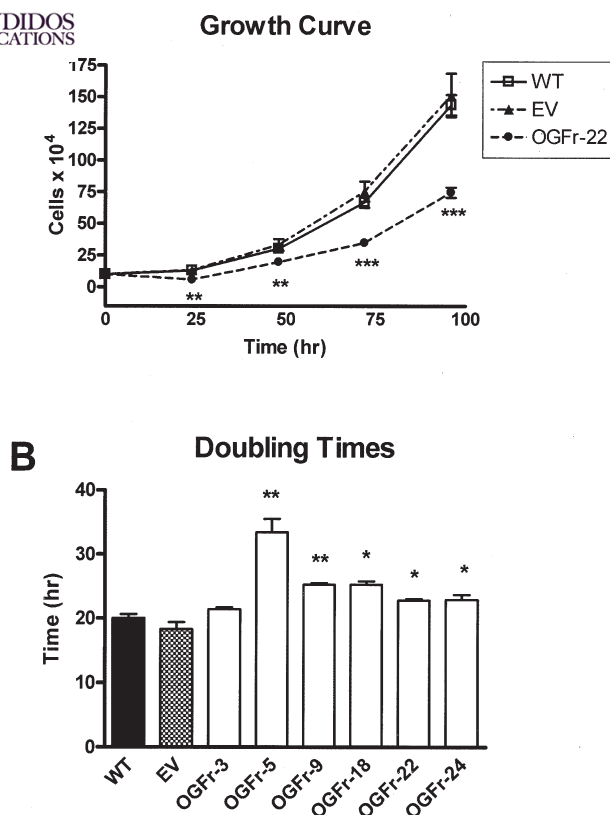 DIDOS
CATIONS
Growth Curve
175
150
125
100
75
50
25
0
Cells x 10⁴
0 25 50 75 100
Time (hr)
WT
EV
OGFr-22
** ** *** ***
B
Doubling Times
40
30
20
10
0
Time (hr)
** ** * * *
WT EV OGFr-3 OGFr-5 OGFr-9 OGFr-18 OGFr-22 OGFr-24